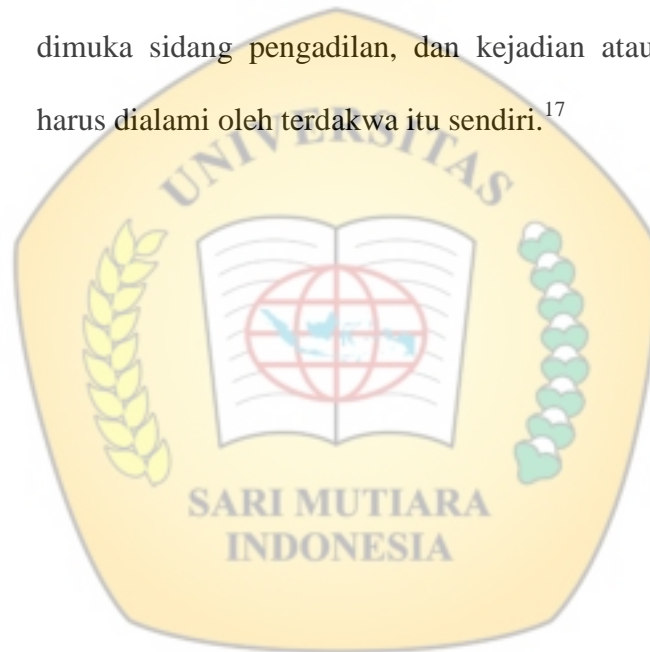 dimuka sidang pengadilan, dan kejadian atau
harus dialami oleh terdakwa itu sendiri.17
UNIVERSITAS
SARI MUTIARA
INDONESIA